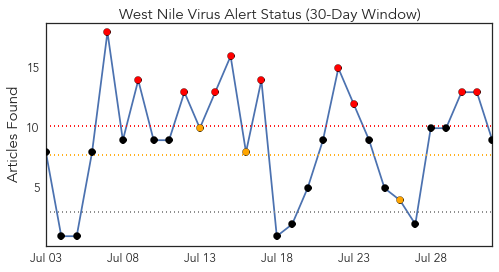 West Nile Virus Alert Status (30-Day Window)
Articles Found
15
10
5
Jul 03 Jul 08 Jul 13 Jul 18 Jul 23 Jul 28